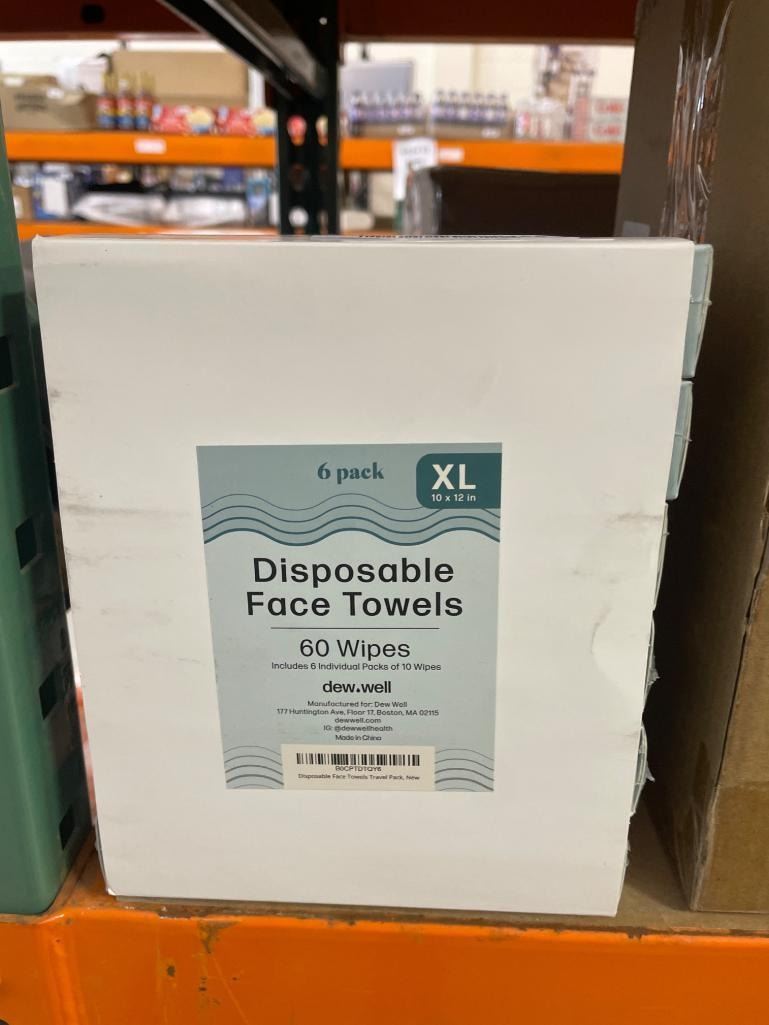 6 pack
XL
10 x 12 in
Disposable
Face Towels
60 Wipes
Includes 6 Individual Packs of 10 Wipes
dew.well
Manufactured for: Dew Well
177 Huntington Ave, Floor 17, Boston, MA 02115
dewwell.com
IG: @dewwellhealth
Made in China
B0CPTDTQY6
Disposable Face Towels Travel Pack, New